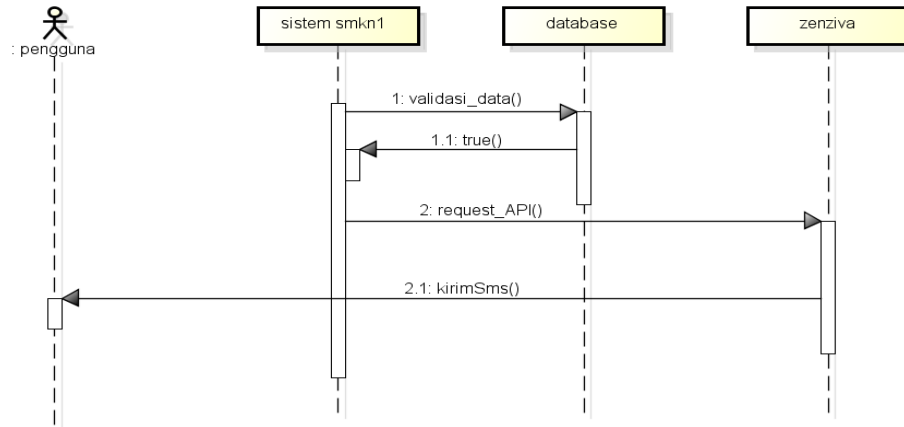 : pengguna
sistem smkn1
database
zenziva
1: validasi_data()
1.1: true()
2: request_API()
2.1: kirimSms()